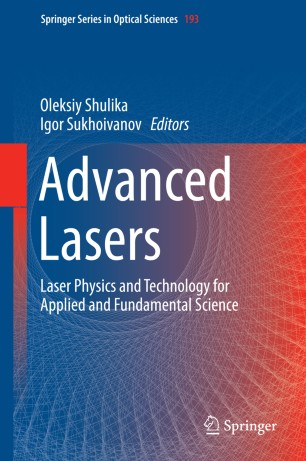 Springer Series in Optical Sciences 193
Oleksiy Shulika
Igor Sukhoivanov Editors
Advanced
Lasers
Laser Physics and Technology for
Applied and Fundamental Science
Springer